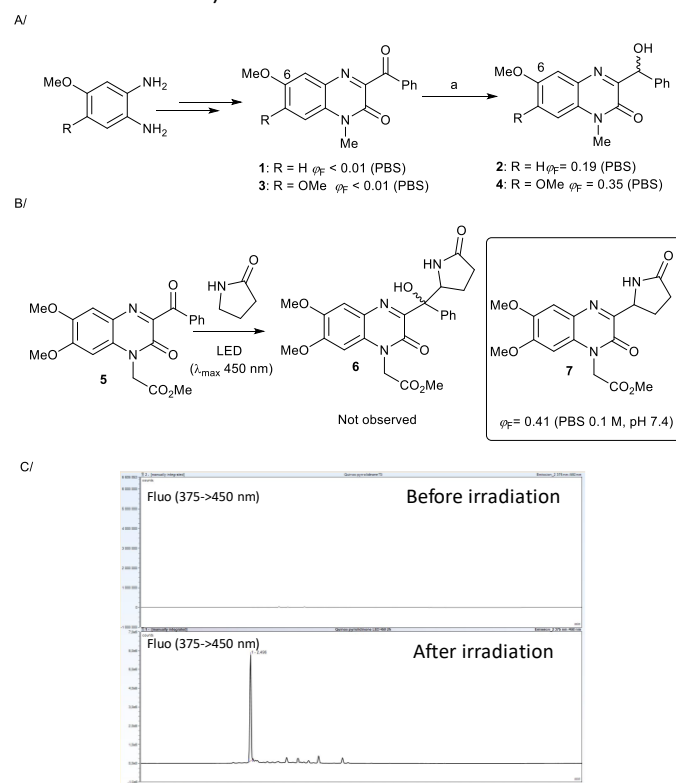 A/
MeO
6
NH2
NH2
R
MeO
6
N
O
Ph
R
N
O
Me
a
MeO
6
N
OH
Ph
R
N
O
Me
1: R = H φF < 0.01 (PBS)
3: R = OMe φF < 0.01 (PBS)
2: R = HφF= 0.19 (PBS)
4: R = OMe φF = 0.35 (PBS)
B/
MeO
N
O
Ph
MeO
N
O
CO2Me
5
HN
O
LED
(λmax 450 nm)
O
HN
HO
MeO
N
Ph
MeO
N
O
6
CO2Me
Not observed
O
HN
MeO
N
MeO
N
O
7
CO2Me
φF= 0.41 (PBS 0.1 M, pH 7.4)
C/
Fluo (375->450 nm)
Before irradiation
Fluo (375->450 nm)
After irradiation